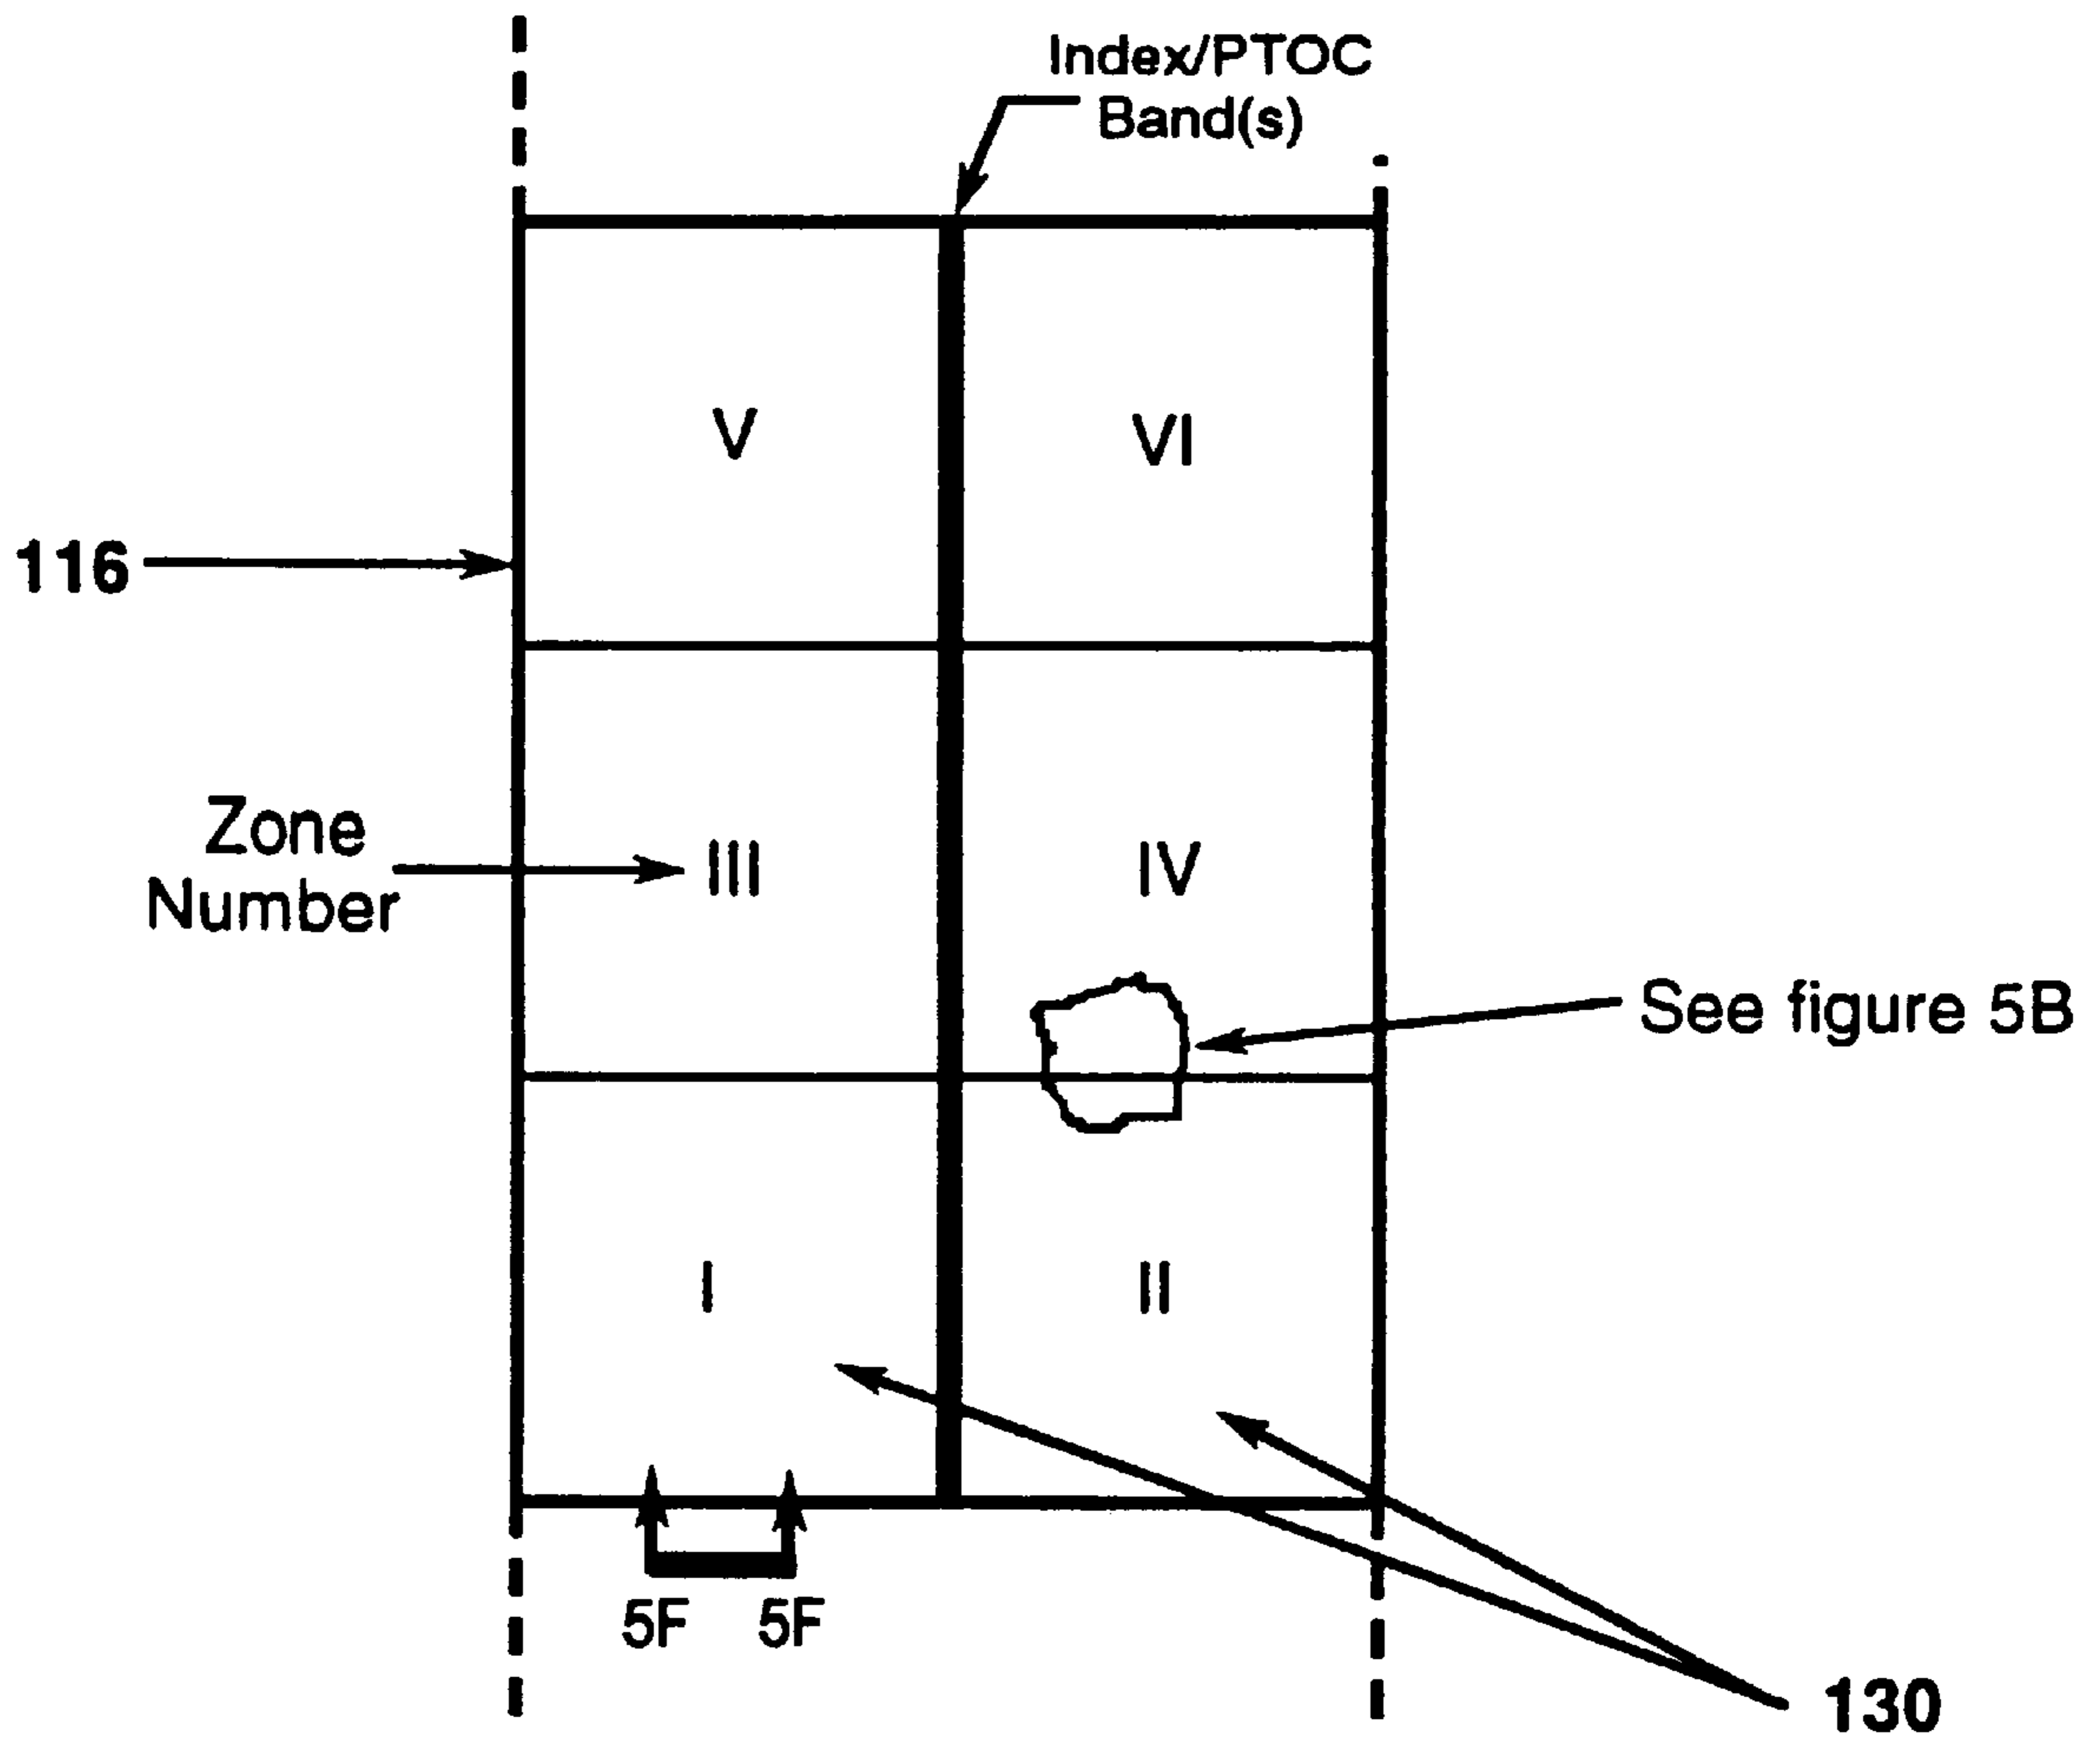 Index/PTOC
Band(s)
V
VI
116
Zone
Number
III
IV
See figure 5B
I
II
5F
5F
130